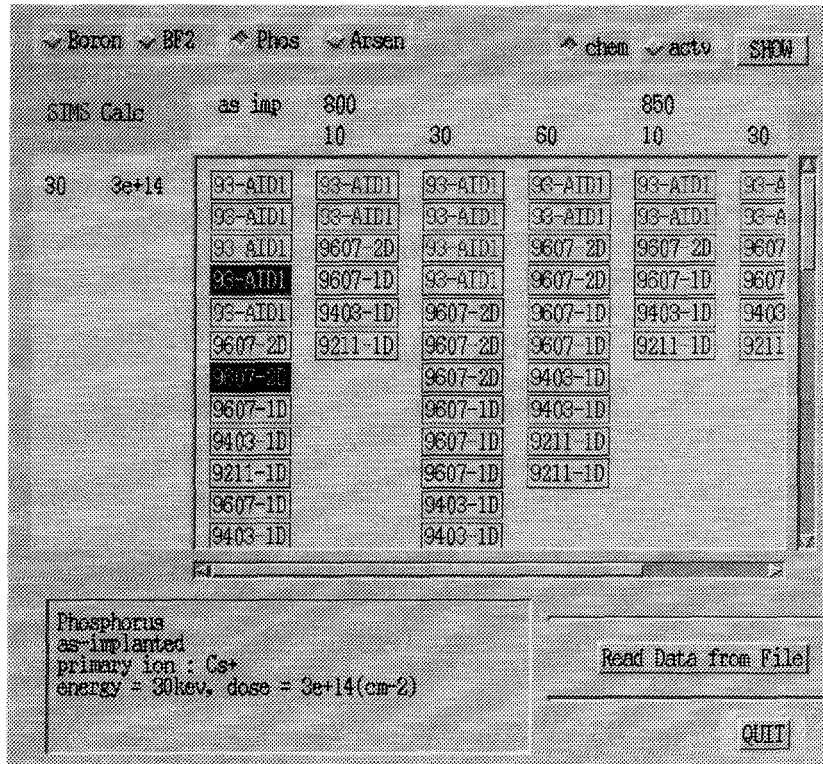 Boron BF2 Phos Arsen chem actv SHOW
SIMS Calc as imp 800 850
10 30 60 10 30
30 3e+14 93-AID1 93-AID1 93-AID1 93-AID1 93-AID1 93-A
93-AID1 93-AID1 93-AID1 93-AID1 93-AID1 93-A
93-AID1 9607-2D 93-AID1 9607-2D 9607-2D 9607
93-AID1 9607-1D 93-AID1 9607-2D 9607-1D 9607
93-AID1 9403-1D 9607-2D 9607-1D 9403-1D 9403
9607-2D 9211-1D 9607-2D 9607-1D 9211-1D 9211
9607-2D 9607-2D 9403-1D
9607-1D 9607-1D 9403-1D
9403-1D 9607-1D 9211-1D
9211-1D 9607-1D 9211-1D
9607-1D 9403-1D
9403-1D 9403-1D
Phosphorus
as-implanted
primary ion : Cs+
energy = 30kev, dose = 3e+14(cm-2)
Read Data from File
QUIT